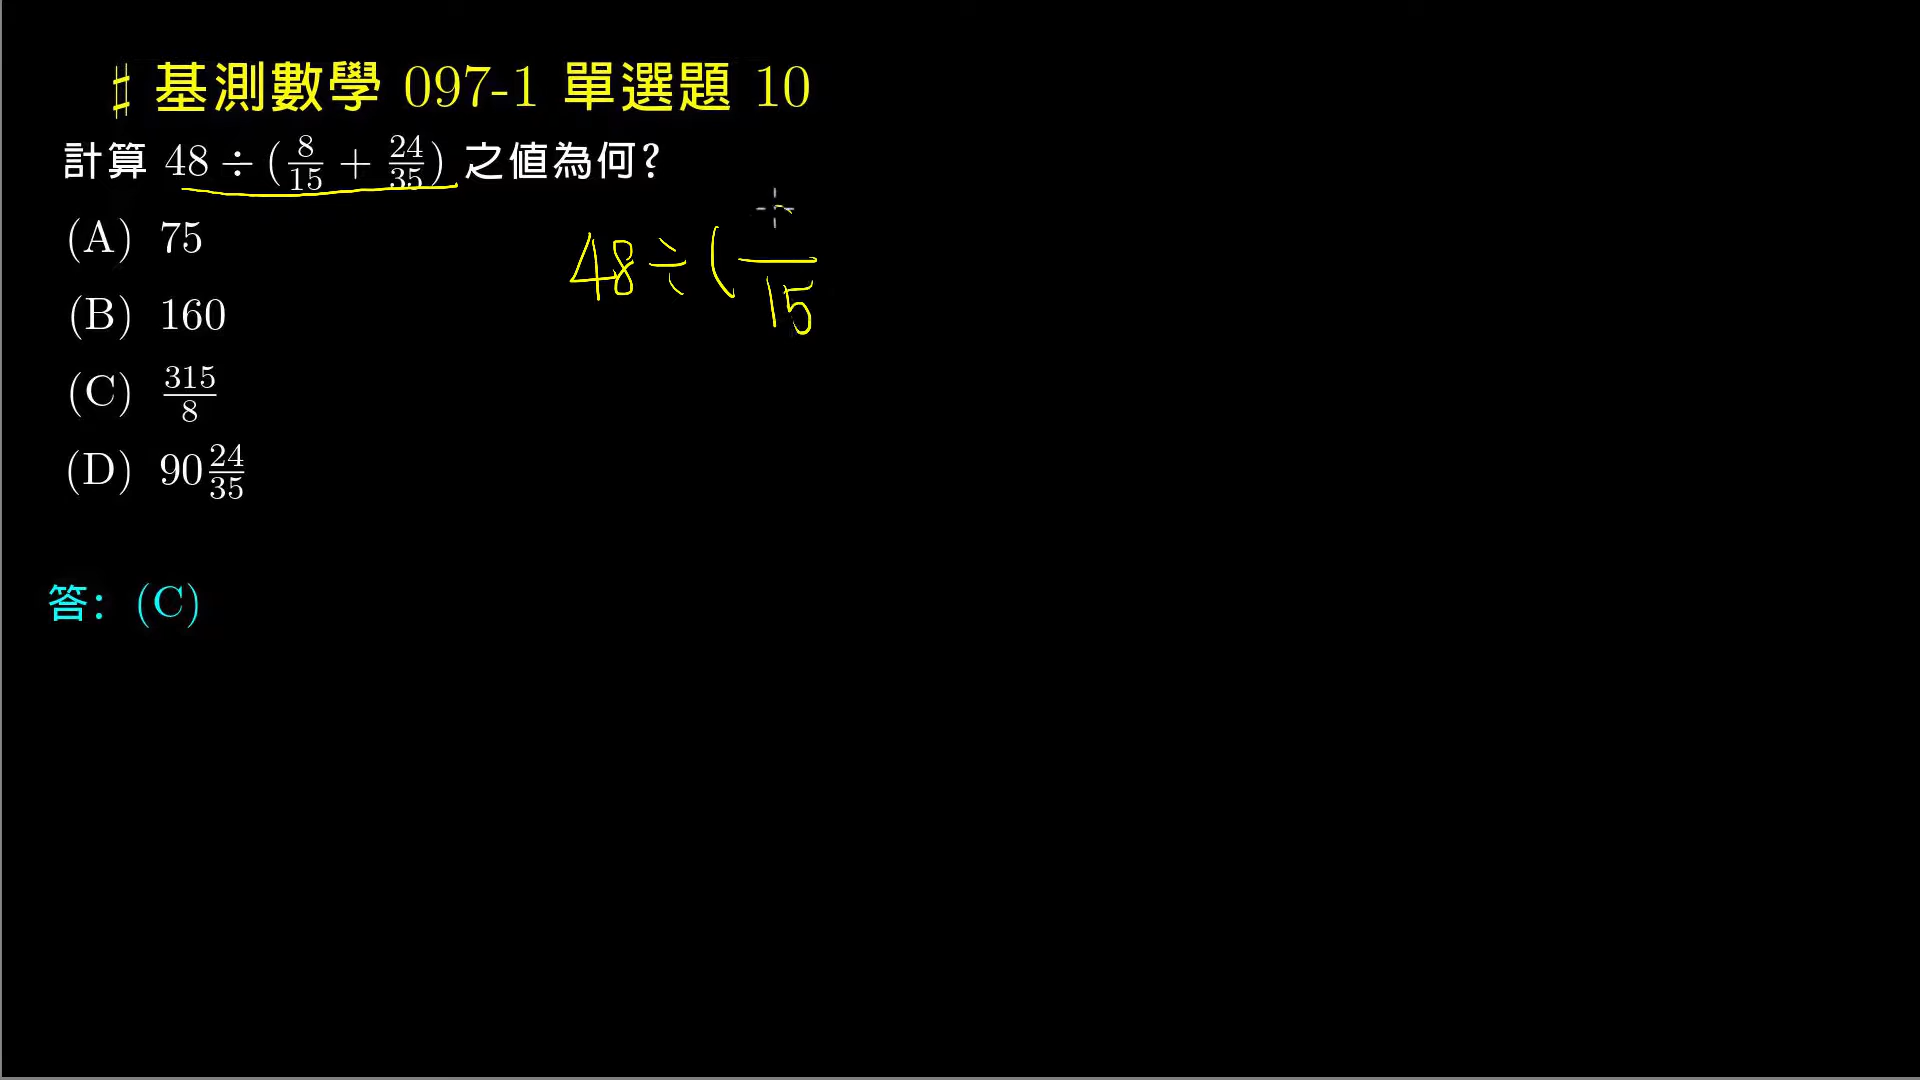 ♯ 基測數學 097-1 單選題 10
計算 48 ÷ (8/15 + 24/35) 之值為何?
(A) 75
(B) 160
(C) 315/8
(D) 90 24/35
48 ÷ ( /15
答: (C)